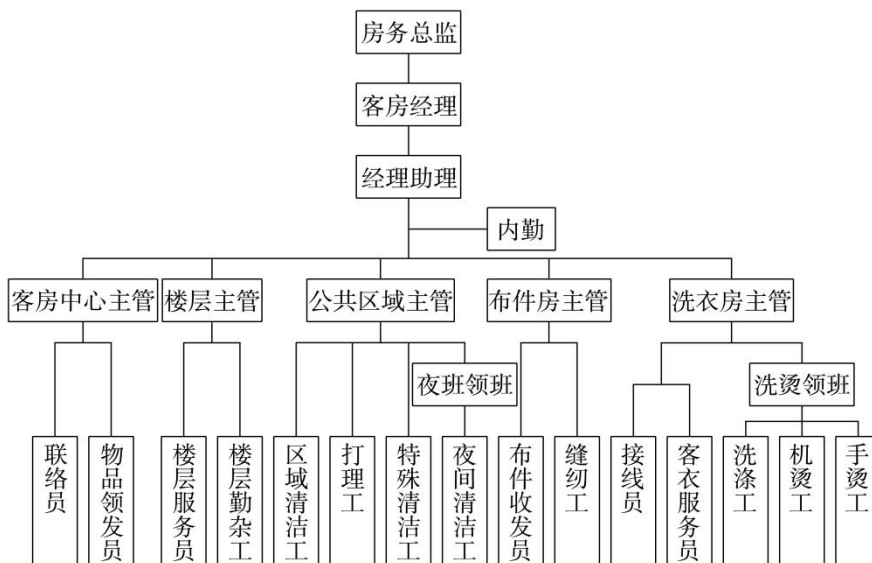 房务总监
客房经理
经理助理
内勤
客房中心主管
楼层主管
公共区域主管
布件房主管
洗衣房主管
夜班领班
洗烫领班
联络员
物品领发员
楼层服务员
楼层勤杂工
区域清洁工
打理工
特殊清洁工
夜间清洁工
布件收发员
缝纫工
接线员
客衣服务员
洗涤工
机烫工
手烫工